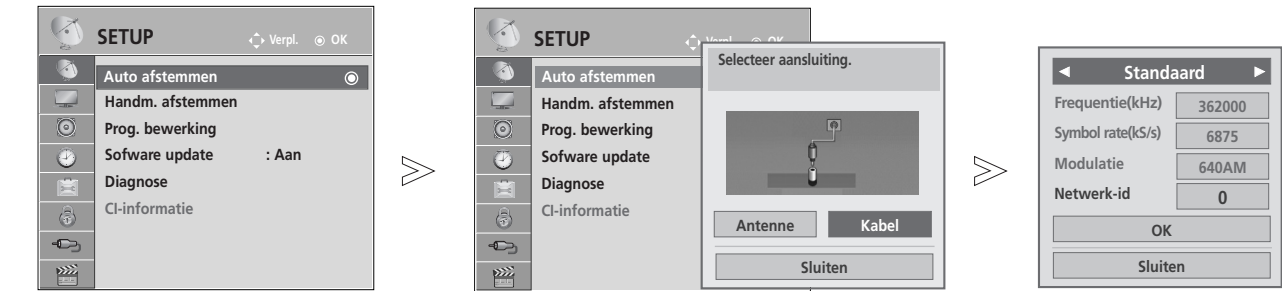 SETUP
Verpl. OK
Auto afstemmen
Handm. afstemmen
Prog. bewerking
Sofware update : Aan
Diagnose
CI-informatie
SETUP
Verpl. OK
Auto afstemmen
Handm. afstemmen
Prog. bewerking
Sofware update
Diagnose
CI-informatie
Selecteer aansluiting.
Antenne Kabel
Sluiten
Standaard
Frequentie(kHz) 362000
Symbol rate(kS/s) 6875
Modulatie 640AM
Netwerk-id 0
OK
Sluiten